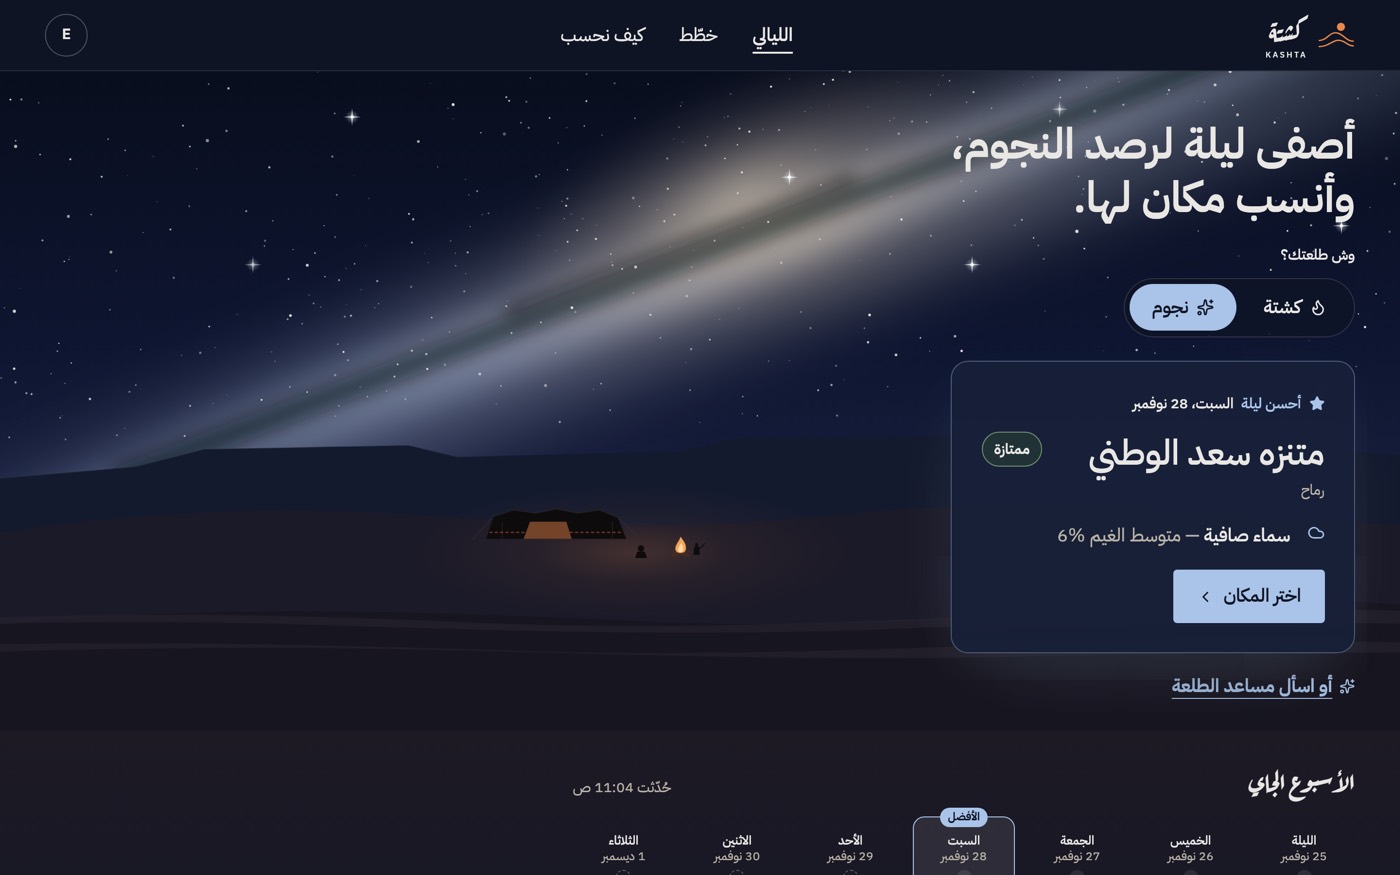 كشتة
KASHTA
الليالي
خطّط
كيف نحسب
E
أصفى ليلة لرصد النجوم،
وأنسب مكان لها.
وش طلعتك؟
كشتة
نجوم
أحسن ليلة السبت، 28 نوفمبر
متنزه سعد الوطني
ممتازة
رماح
سماء صافية — متوسط الغيم 6%
اختر المكان
أو اسأل مساعد الطلعة
الأسبوع الجاي
حُدّثت 11:04 ص
الأفضل
الليلة
25 نوفمبر
الخميس
26 نوفمبر
الجمعة
27 نوفمبر
السبت
28 نوفمبر
الأحد
29 نوفمبر
الاثنين
30 نوفمبر
الثلاثاء
1 ديسمبر